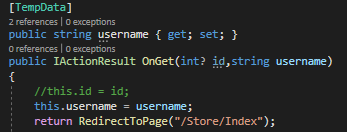 [TempData]
2 references | 0 exceptions
public string username { get; set; }
0 references | 0 exceptions
public IActionResult OnGet(int? id,string username)
{
//this.id = id;
this.username = username;
return RedirectToPage("/Store/Index");